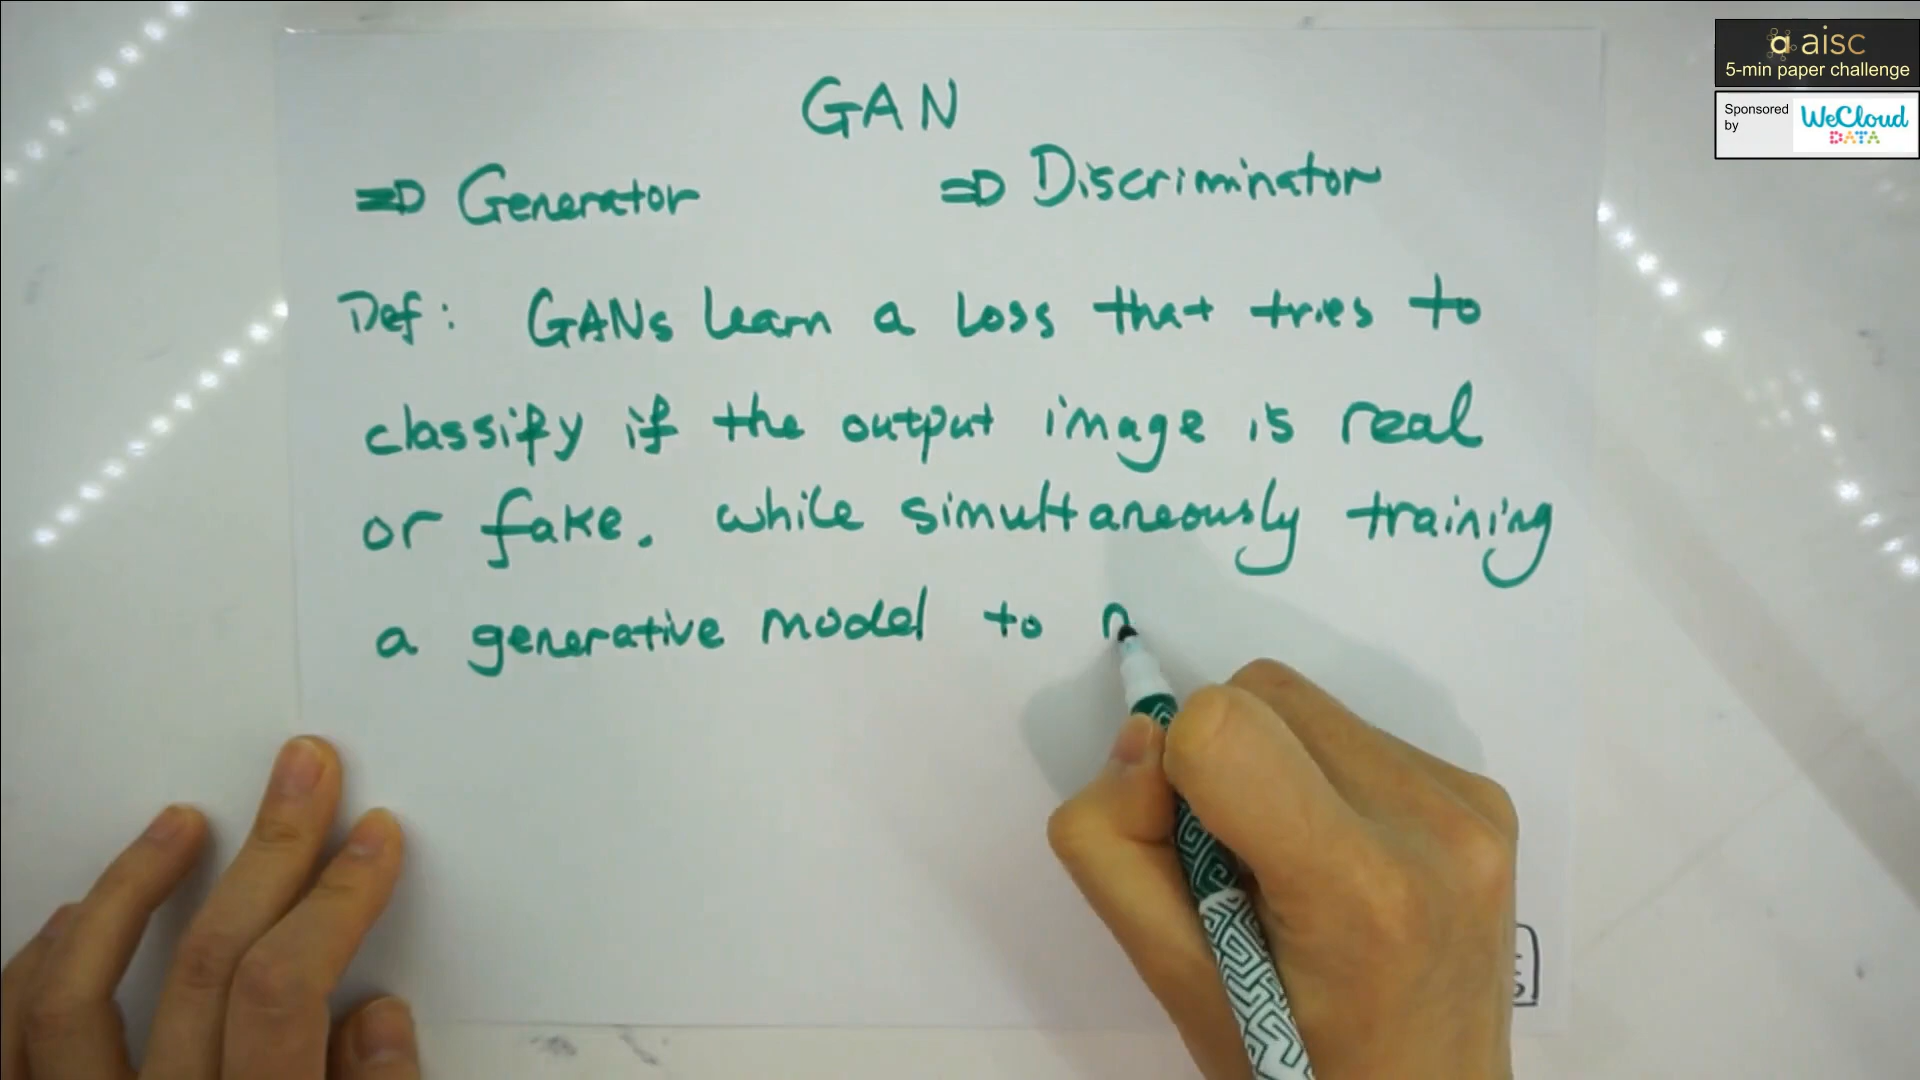 GAN
⇒ Generator ⇒ Discriminator
Def: GANs learn a loss that tries to
classify if the output image is real
or fake. while simultaneously training
a generative model to
aisc
5-min paper challenge
Sponsored
by
WeCloud
DATA